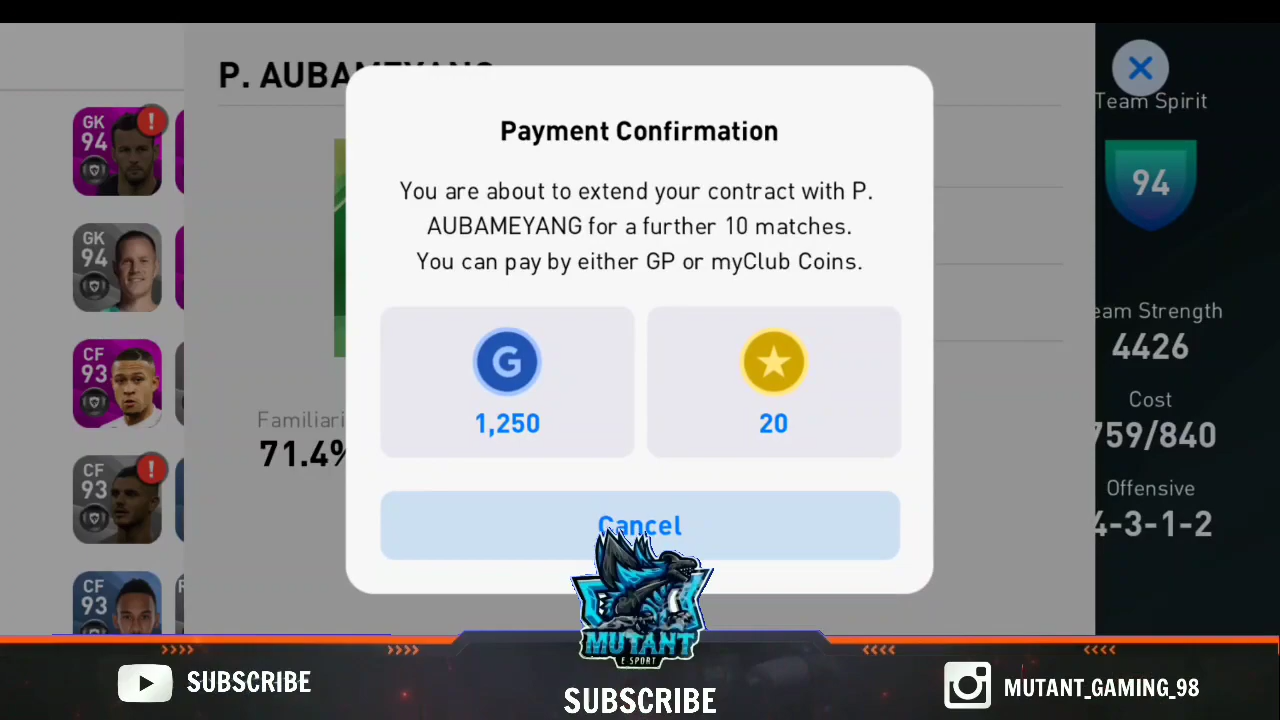 P. AUBAMEYANG
Payment Confirmation
You are about to extend your contract with P.
AUBAMEYANG for a further 10 matches.
You can pay by either GP or myClub Coins.
G
1,250
20
Cancel
GK
94
GK
94
CF
93
CF
93
CF
93
Familiari
71.4%
Team Spirit
94
eam Strength
4426
Cost
759/840
Offensive
4-3-1-2
MUTANT
E SPORT
SUBSCRIBE
SUBSCRIBE
MUTANT_GAMING_98